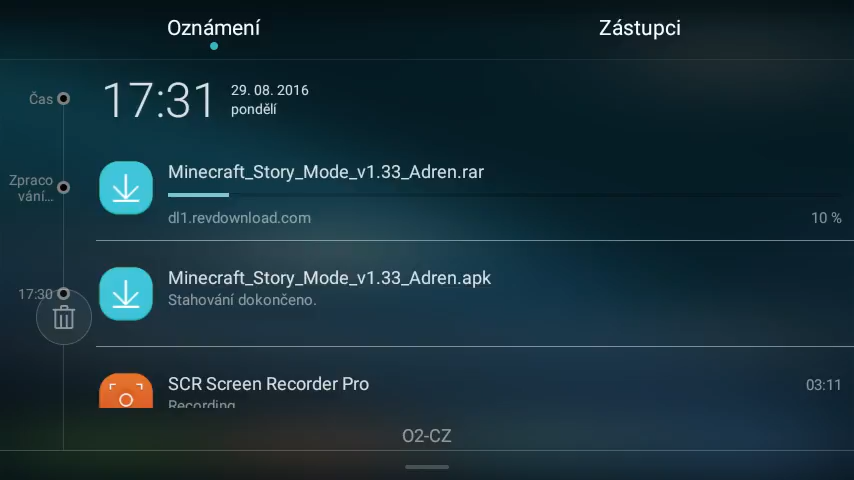 Oznámení
Zástupci
Čas
17:31
29. 08. 2016
pondělí
Zpraco
vání...
Minecraft_Story_Mode_v1.33_Adren.rar
dl1.revdownload.com
10 %
17:30
Minecraft_Story_Mode_v1.33_Adren.apk
Stahování dokončeno.
SCR Screen Recorder Pro
03:11
Recording
O2-CZ